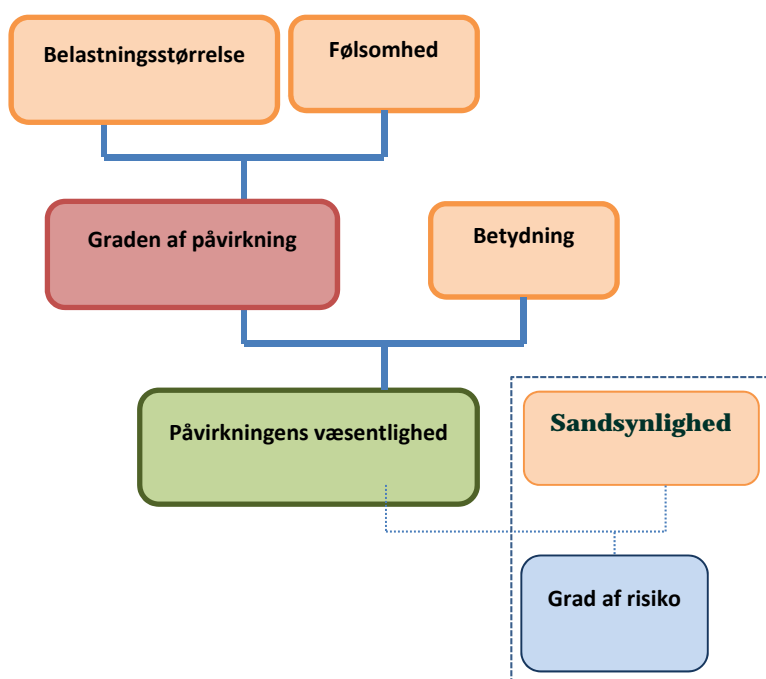 Belastningsstørrelse
Følsomhed
Graden af påvirkning
Betydning
Påvirkningens væsentlighed
Sandsynlighed
Grad af risiko